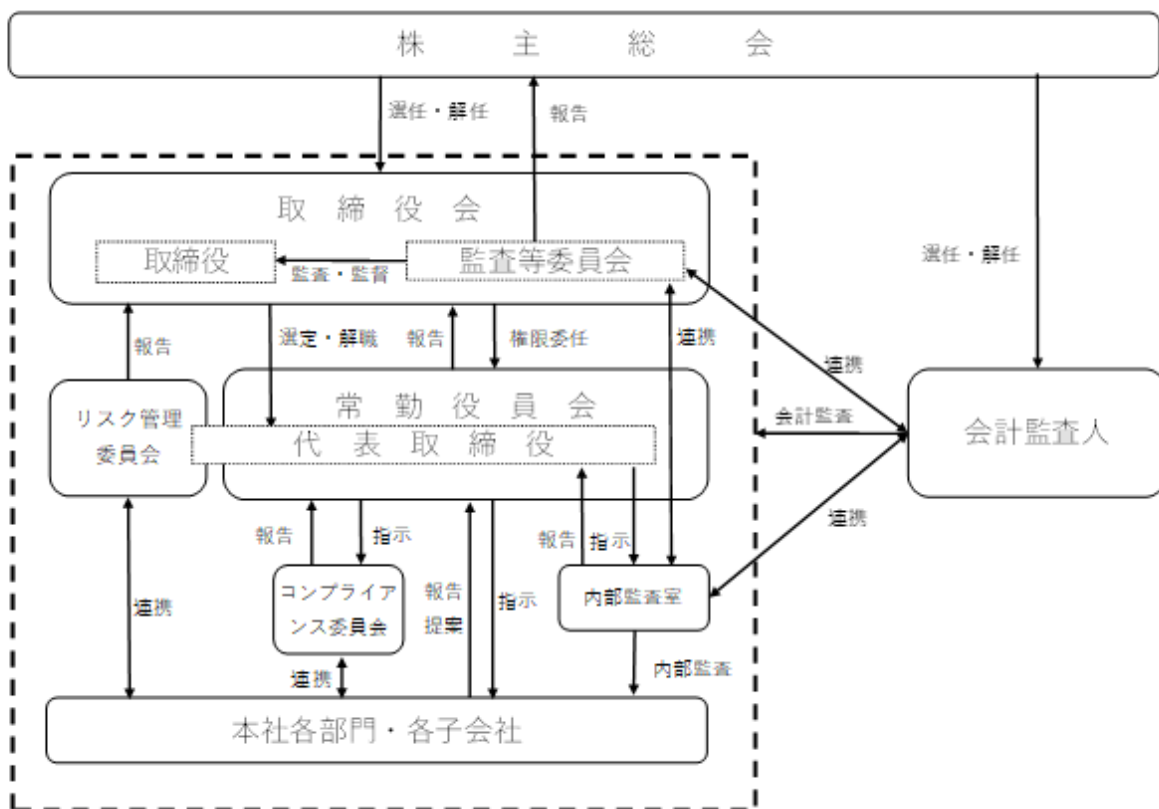 株主総会
選任・解任
報告
取締役会
取締役
監査等委員会
監査・監督
選任・解任
報告
選定・解職
報告
権限委任
連携
連携
リスク管理
委員会
常勤役員会
代表取締役
会計監査
会計監査人
報告
指示
報告
指示
連携
コンプライア
ンス委員会
報告
提案
指示
内部監査室
連携
連携
内部監査
本社各部門・各子会社